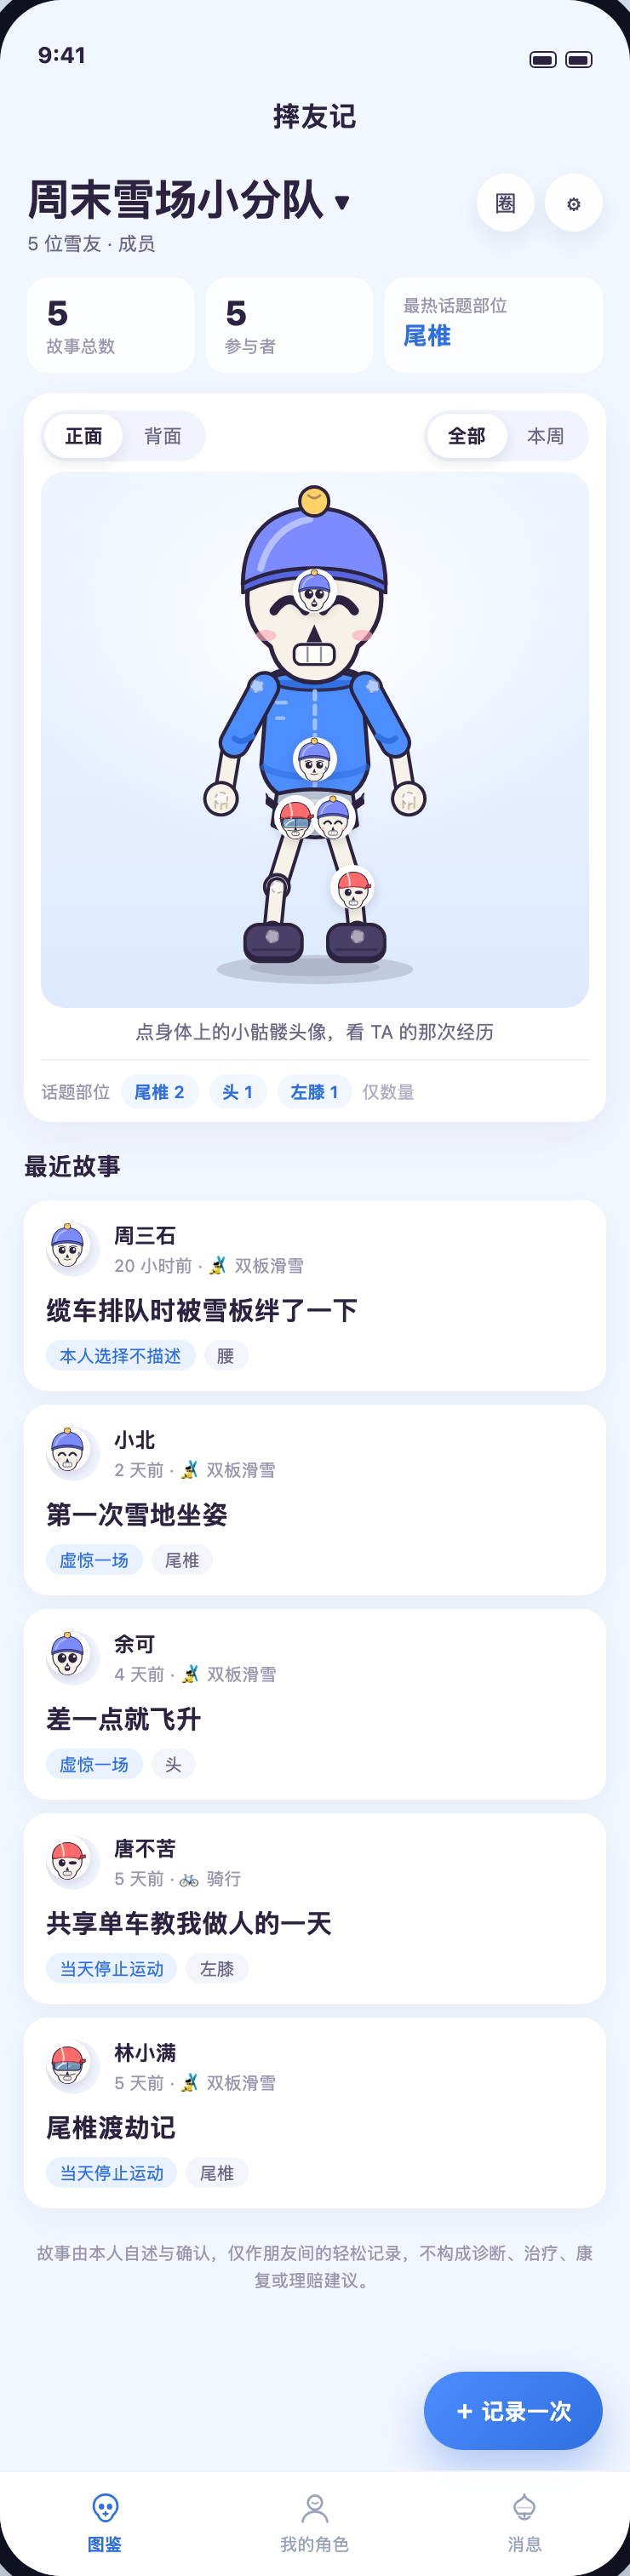 9:41
摔友记
周末雪场小分队 ▼
圈
5 位雪友 · 成员
5
故事总数
5
参与者
最热话题部位
尾椎
正面 背面 全部 本周
点身体上的小骷髅头像，看 TA 的那次经历
话题部位 尾椎 2 头 1 左膝 1 仅数量
最近故事
周三石
20 小时前 · 双板滑雪
缆车排队时被雪板绊了一下
本人选择不描述 腰
小北
2 天前 · 双板滑雪
第一次雪地坐姿
虚惊一场 尾椎
余可
4 天前 · 双板滑雪
差一点就飞升
虚惊一场 头
唐不苦
5 天前 · 骑行
共享单车教我做人的一天
当天停止运动 左膝
林小满
5 天前 · 双板滑雪
尾椎渡劫记
当天停止运动 尾椎
故事由本人自述与确认，仅作朋友间的轻松记录，不构成诊断、治疗、康
复或理赔建议。
+ 记录一次
图鉴 我的角色 消息